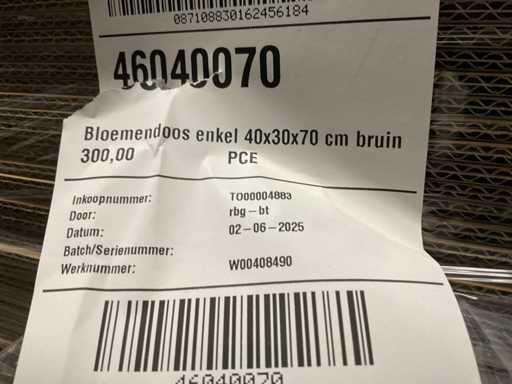 087108830162456184
46040070
Bloemendoos enkel 40x30x70 cm bruin
300,00 PCE
Inkoopnummer: TO00004883
Door: rbg-bt
Datum: 02-06-2025
Batch/Serienummer:
Werknummer: W00408490
46040070